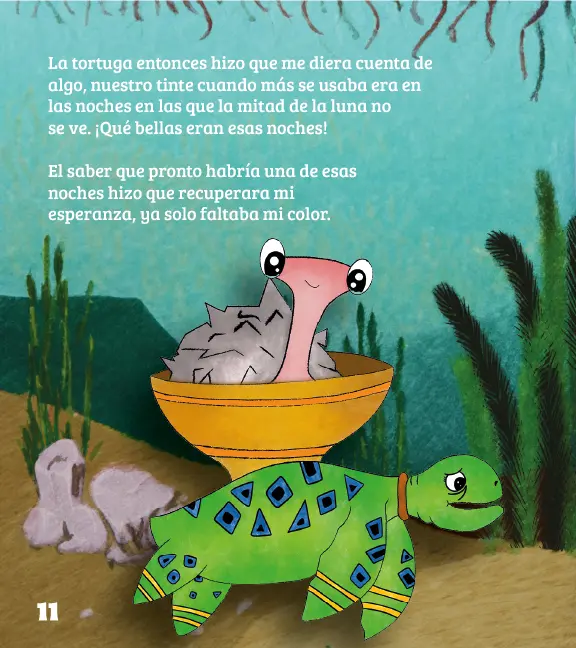 La tortuga entonces hizo que me diera cuenta de
algo, nuestro tinte cuando más se usaba era en
las noches en las que la mitad de la luna no
se ve. ¡Qué bellas eran esas noches!
El saber que pronto habría una de esas
noches hizo que recuperara mi
esperanza, ya solo faltaba mi color.
11